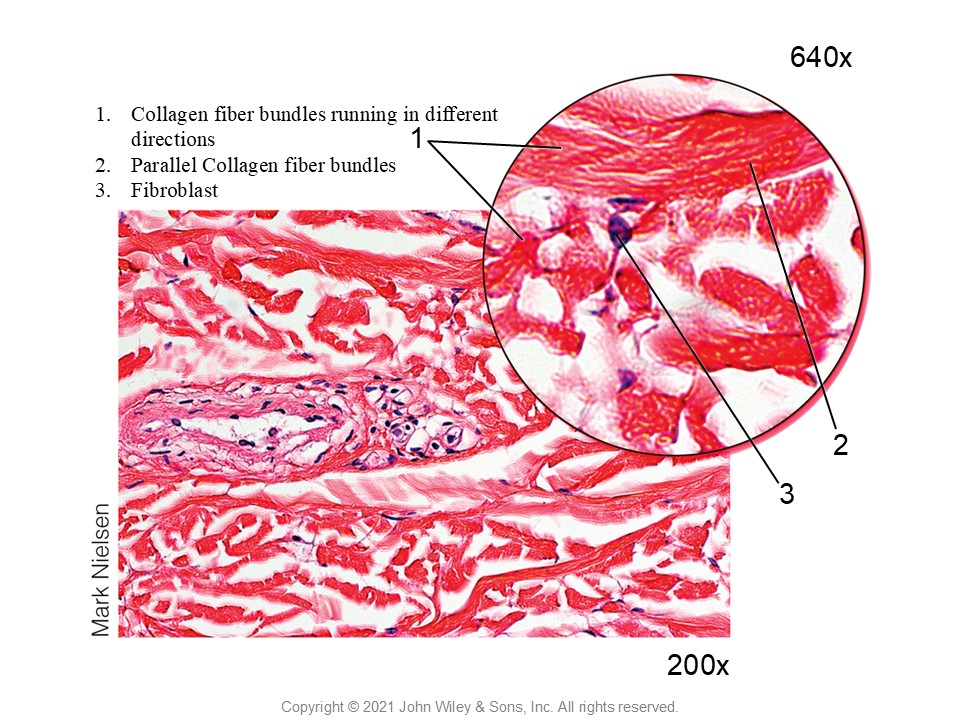 640x
1. Collagen fiber bundles running in different
directions
2. Parallel Collagen fiber bundles
3. Fibroblast
1
2
3
Mark Nielsen
200x
Copyright © 2021 John Wiley & Sons, Inc. All rights reserved.